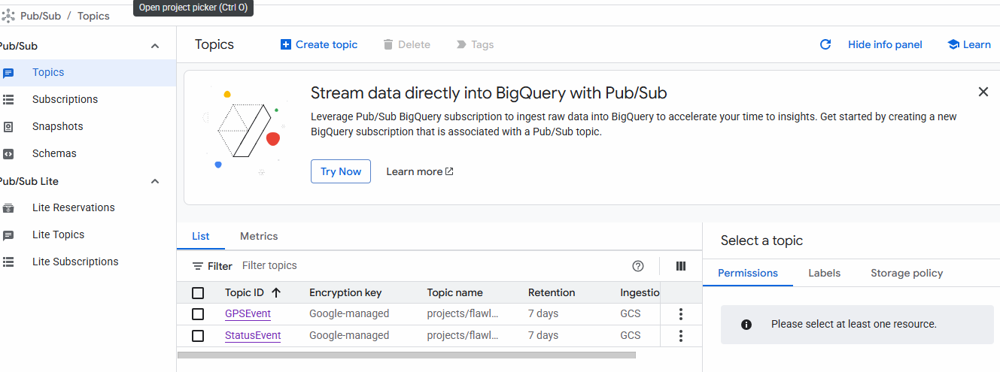 Open project picker (Ctrl O)
Pub/Sub / Topics
Pub/Sub
Topics
Subscriptions
Snapshots
Schemas
Pub/Sub Lite
Lite Reservations
Lite Topics
Lite Subscriptions
Topics Create topic Delete Tags Hide info panel Learn
Stream data directly into BigQuery with Pub/Sub
Leverage Pub/Sub BigQuery subscription to ingest raw data into BigQuery to accelerate your time to insights. Get started by creating a new
BigQuery subscription that is associated with a Pub/Sub topic.
Try Now Learn more
List Metrics
Filter Filter topics
Topic ID Encryption key Topic name Retention Ingestio
GPSEvent Google-managed projects/flawl... 7 days GCS
StatusEvent Google-managed projects/flawl... 7 days GCS
Select a topic
Permissions Labels Storage policy
Please select at least one resource.